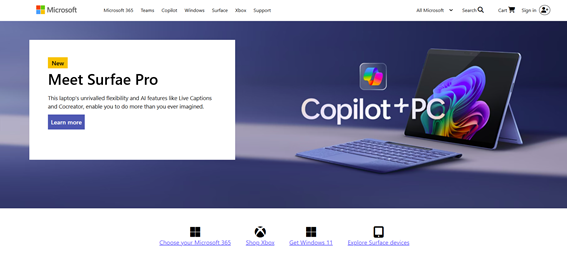 Microsoft Microsoft 365 Teams Copilot Windows Surface Xbox Support All Microsoft Search Cart Sign in
New
Meet Surfae Pro
This laptop's unrivalled flexibility and AI features like Live Captions
and Cocreator, enable you to do more than you ever imagined.
Learn more
Copilot+PC
Choose your Microsoft 365 Shop Xbox Get Windows 11 Explore Surface devices